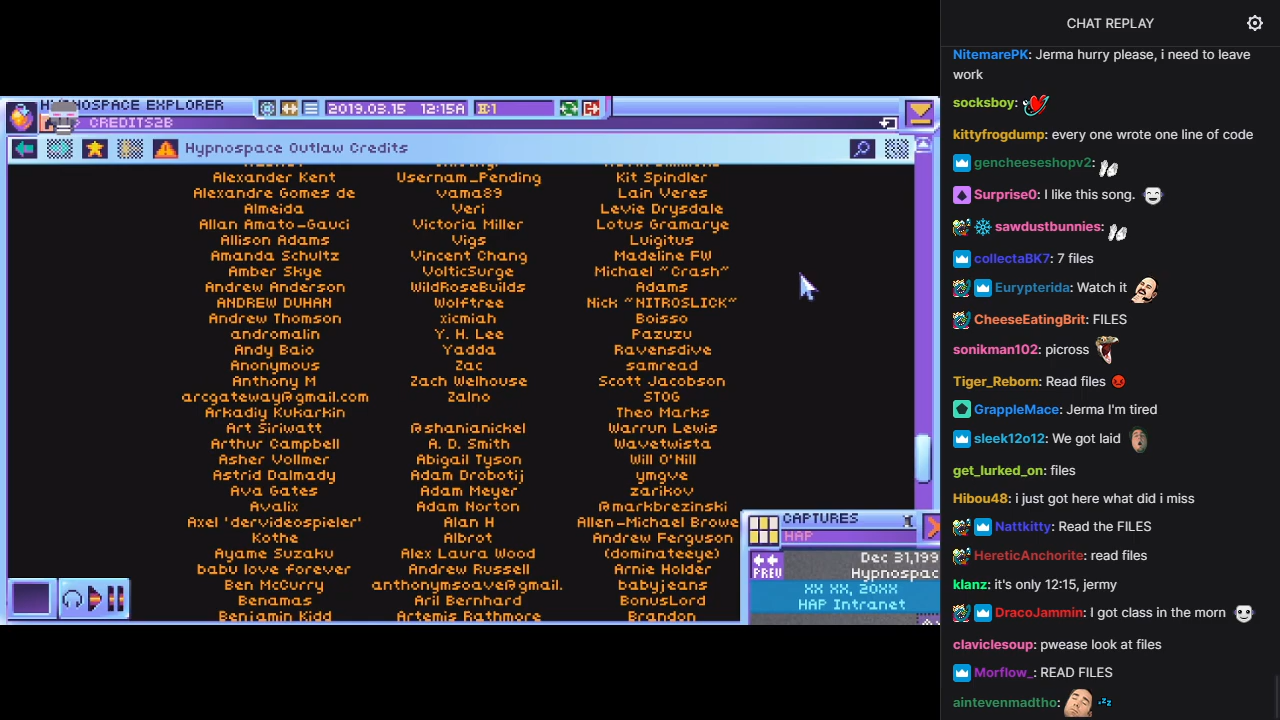 HYPNOSPACE EXPLORER
2019.03.15 12:15A
CREDITS2B
Hypnospace Outlaw Credits
Alexander Kent
Alexandre Gomes de
Almeida
Allan Amato-Gauci
Allison Adams
Amanda Schultz
Amber Skye
Andrew Anderson
ANDREW DUHAN
Andrew Thomson
andromalin
Andy Baio
Anonymous
Anthony M
arcgateway@gmail.com
Arkadiy Kukarkin
Art Siriwatt
Arthur Campbell
Asher Vollmer
Astrid Dalmady
Ava Gates
Avalix
Axel 'dervideospieler'
Kothe
Ayame Suzaku
babu love forever
Ben McCurry
Benamas
Benjamin Kidd
Usernam_Pending
vama89
Veri
Victoria Miller
Vigs
Vincent Chang
VolticSurge
WildRoseBuilds
Wolftree
xicmiah
Y. H. Lee
Yadda
Zac
Zach Welhouse
Zalno
@shanianickel
A. D. Smith
Abigail Tyson
Adam Drobotij
Adam Meyer
Adam Norton
Alan H
Albrot
Alex Laura Wood
Andrew Russell
anthonymsoave@gmail.
Aril Bernhard
Artemis Rathmore
Kit Spindler
Lain Veres
Levie Drysdale
Lotus Gramarye
Luigitus
Madeline FW
Michael "Crash"
Adams
Nick "NITROSLICK"
Boisso
Pazuzu
Ravensdive
samread
Scott Jacobson
STOG
Theo Marks
Warrun Lewis
Wavetwista
Will O'Nill
ymgve
zarikov
@markbrezinski
Allen-Michael Browe
Andrew Ferguson
(dominateeye)
Arnie Holder
babyjeans
BonusLord
Brandon
CAPTURES
HAP
PREV
Dec 31,199
Hypnospac
XX XX, 20XX
HAP Intranet
CHAT REPLAY
NitemarePK: Jerma hurry please, i need to leave
work
socksboy:
kittyfrogdump: every one wrote one line of code
gencheeseshopv2:
Surprise0: I like this song.
sawdustbunnies:
collectaBK7: 7 files
Eurypterida: Watch it
CheeseEatingBrit: FILES
sonikman102: picross
Tiger_Reborn: Read files
GrappleMace: Jerma I'm tired
sleek12o12: We got laid
get_lurked_on: files
Hibou48: i just got here what did i miss
Nattkitty: Read the FILES
HereticAnchorite: read files
klanz: it's only 12:15, jermy
DracoJammin: I got class in the morn
claviclesoup: pwease look at files
Morflow_: READ FILES
aintevenmadtho: